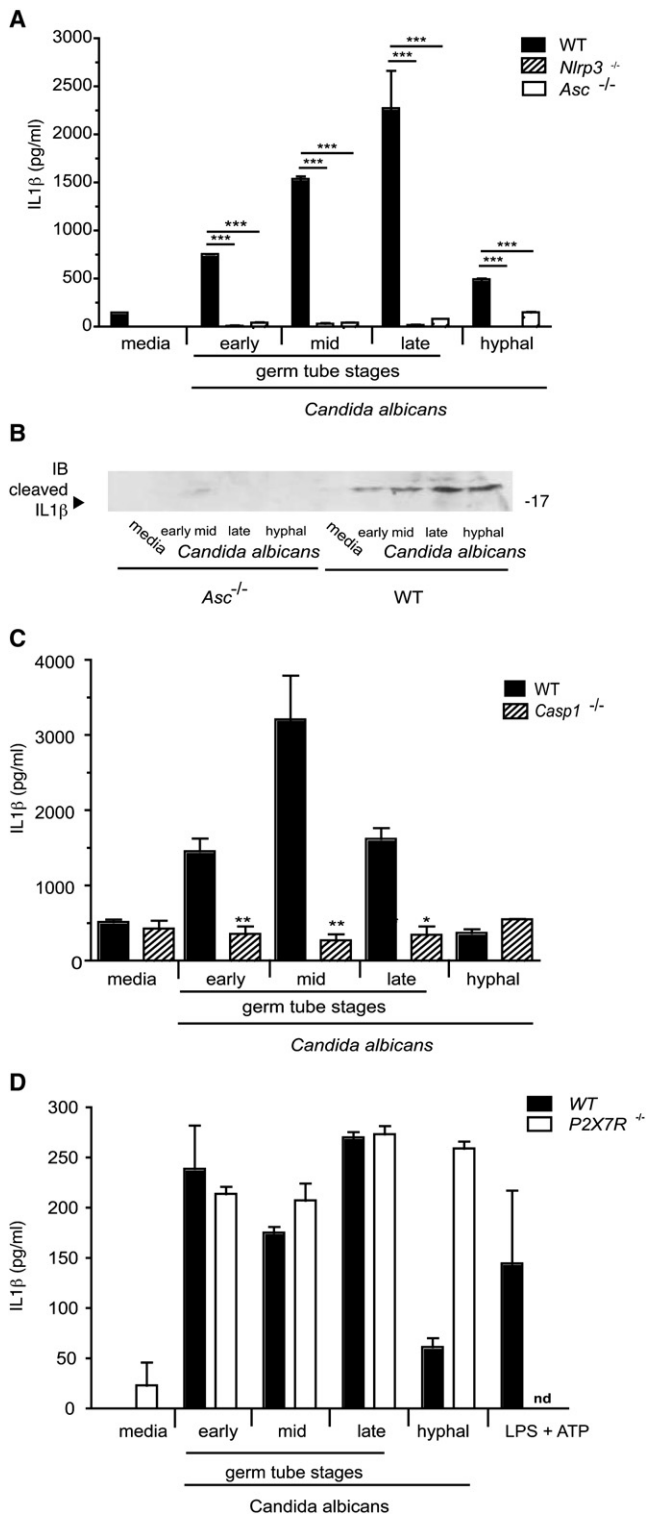 A
WT
Nlrp3 -/-
Asc -/-
3000
2500
2000
1500
1000
500
0
IL1β (pg/ml)
***
***
***
***
***
***
***
***
media
early
mid
late
hyphal
germ tube stages
Candida albicans
B
IB
cleaved
IL1β
-17
media
early mid
late
hyphal
media
early mid
late
hyphal
Candida albicans
Candida albicans
Asc-/-
WT
C
WT
Casp1 -/-
4000
3000
1000
1000
0
IL1β (pg/ml)
**
**
*
media
early
mid
late
hyphal
germ tube stages
Candida albicans
D
WT
P2X7R -/-
300
250
200
150
100
50
0
IL1β (pg/ml)
nd
media
early
mid
late
hyphal
LPS + ATP
germ tube stages
Candida albicans